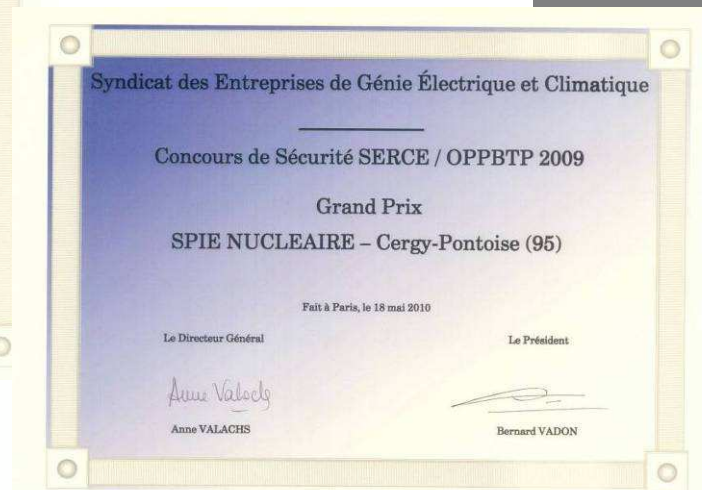 Syndicat des Entreprises de Génie Électrique et Climatique
Concours de Sécurité SERCE / OPPBTP 2009
Grand Prix
SPIE NUCLEAIRE – Cergy-Pontoise (95)
Fait à Paris, le 18 mai 2010
Le Directeur Général
Le Président
Anne Valachs
Anne VALACHS
Bernard VADON